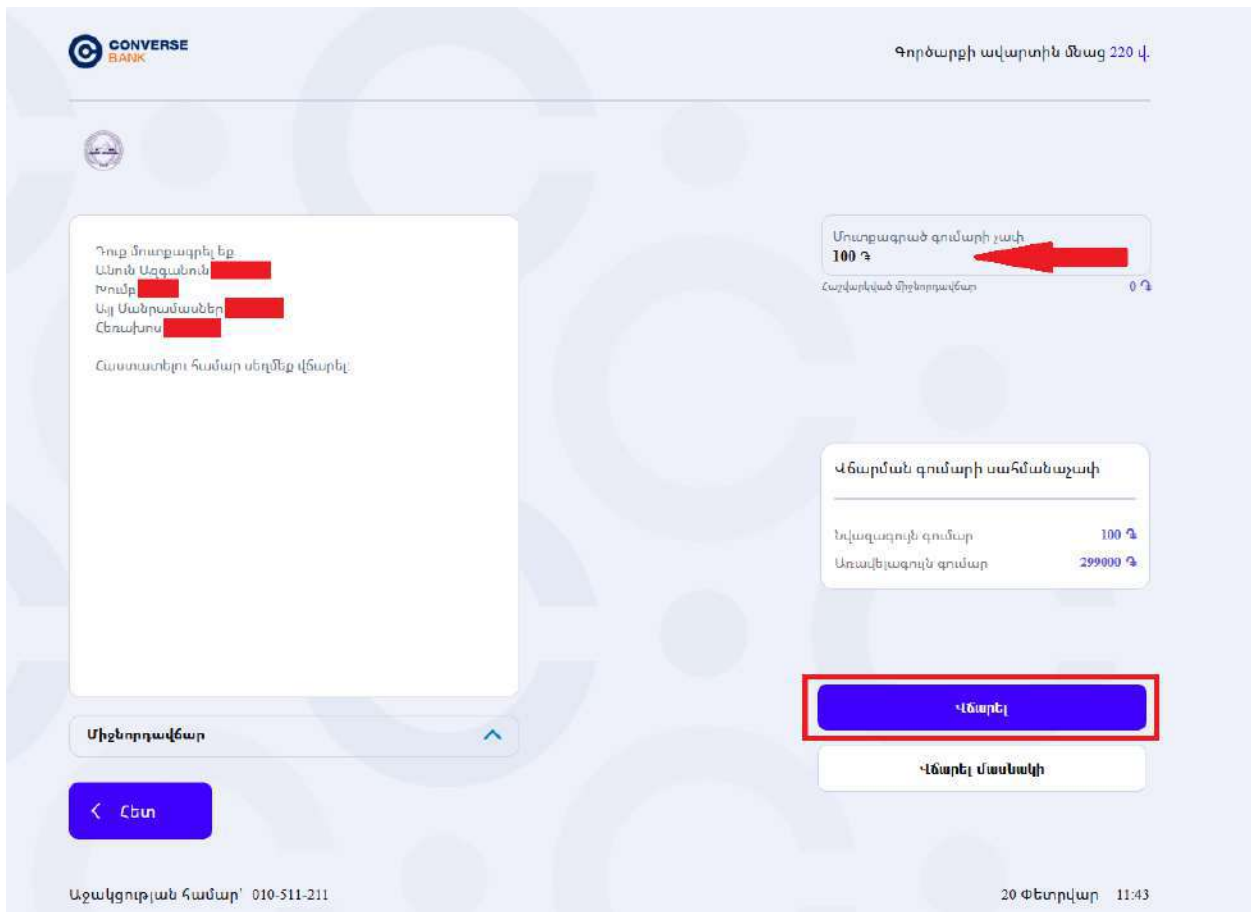 CONVERSE
BANK
Գործարքի ավարտին մնաց 220 վ.
Դուք մուտքագրել եք
Անուն Ազգանուն
Խումբ
Այլ Մանրամասներ
Հեռախոս
Հաստատելու համար սեղմեք վճարել:
Մուտքագրած գումարի չափ
100 ֏
Հաշվարկված միջնորդավճար 0 ֏
Վճարման գումարի սահմանաչափ
Նվազագույն գումար 100 ֏
Առավելագույն գումար 299000 ֏
Վճարել
Վճարել մասնակի
Միջնորդավճար
Հետ
Աջակցության համար՝ 010-511-211
20 Փետրվար 11:43